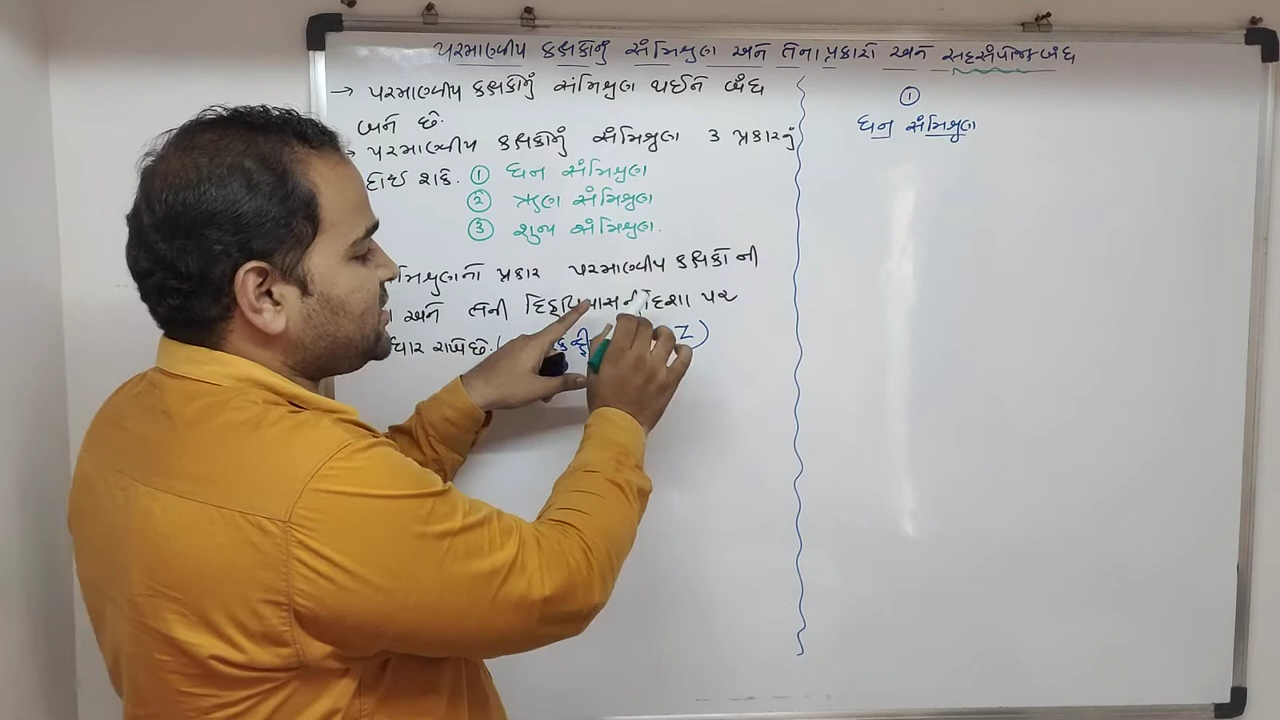 પરમાણ્વીય કક્ષકોનું સંમિશ્રણ અને તેના પ્રકારો અને સહસંયોજક બંધ
→ પરમાણ્વીય કક્ષકોનું સંમિશ્રણ થઈને બંધ
બને છે.
→ પરમાણ્વીય કક્ષકોનું સંમિશ્રણ 3 પ્રકારનું
હોઈ શકે. ① ધન સંમિશ્રણ
② ઋણ સંમિશ્રણ
③ શુન્ય સંમિશ્રણ.
પ્રકાર પરમાણ્વીય કક્ષકો ની
અને તેની દિશા પર
રાખે છે. Z)
①
ધન સંમિશ્રણ